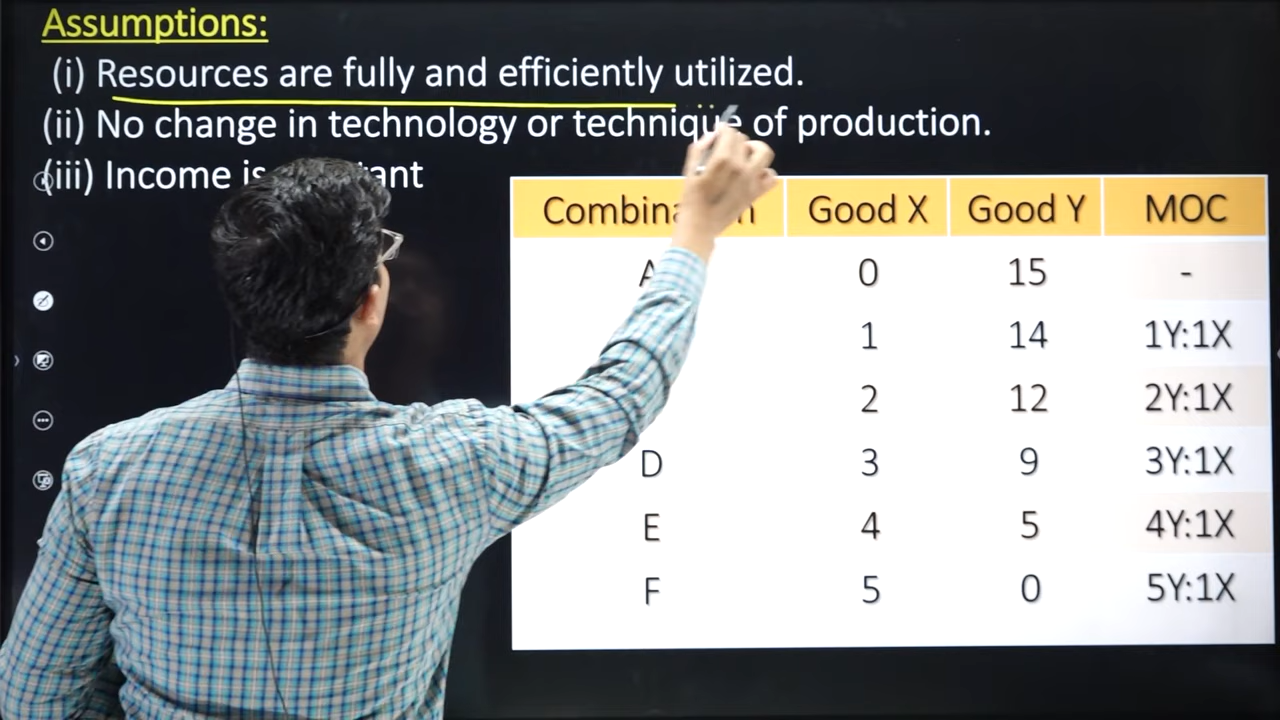 Assumptions:
(i) Resources are fully and efficiently utilized.
(ii) No change in technology or technique of production.
(iii) Income is
Good X Good Y MOC
0 15 -
1 14 1Y:1X
2 12 2Y:1X
D 3 9 3Y:1X
E 4 5 4Y:1X
F 5 0 5Y:1X